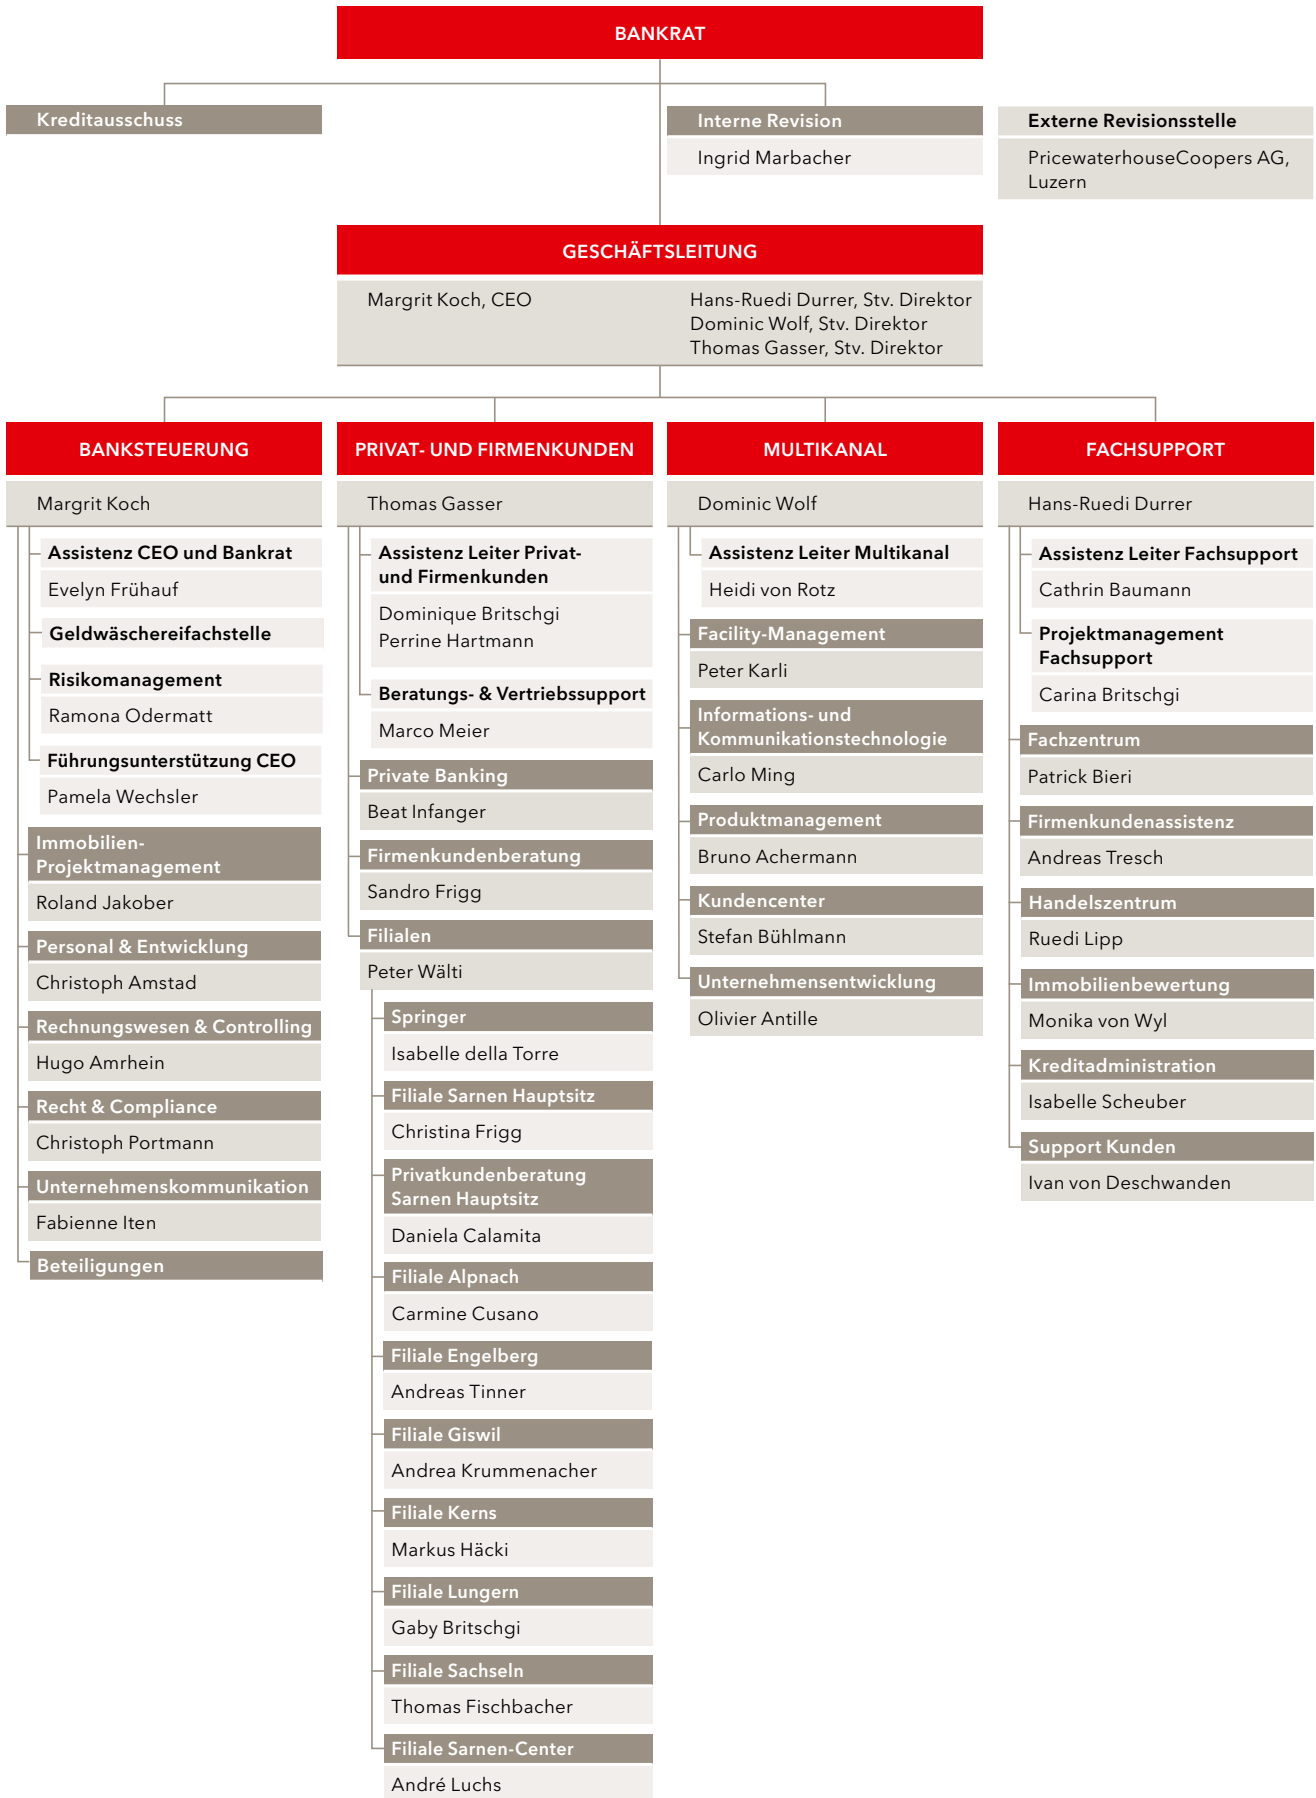 BANKRAT
Kreditausschuss
Interne Revision
Ingrid Marbacher
Externe Revisionsstelle
PricewaterhouseCoopers AG,
Luzern
GESCHÄFTSLEITUNG
Margrit Koch, CEO
Hans-Ruedi Durrer, Stv. Direktor
Dominic Wolf, Stv. Direktor
Thomas Gasser, Stv. Direktor
BANKSTEUERUNG
Margrit Koch
Assistenz CEO und Bankrat
Evelyn Frühauf
Geldwäschereifachstelle
Risikomanagement
Ramona Odermatt
Führungsunterstützung CEO
Pamela Wechsler
Immobilien-
Projektmanagement
Roland Jakober
Personal & Entwicklung
Christoph Amstad
Rechnungswesen & Controlling
Hugo Amrhein
Recht & Compliance
Christoph Portmann
Unternehmenskommunikation
Fabienne Iten
Beteiligungen
PRIVAT- UND FIRMENKUNDEN
Thomas Gasser
Assistenz Leiter Privat-
und Firmenkunden
Dominique Britschgi
Perrine Hartmann
Beratungs- & Vertriebssupport
Marco Meier
Private Banking
Beat Infanger
Firmenkundenberatung
Sandro Frigg
Filialen
Peter Wälti
Springer
Isabelle della Torre
Filiale Sarnen Hauptsitz
Christina Frigg
Privatkundenberatung
Sarnen Hauptsitz
Daniela Calamita
Filiale Alpnach
Carmine Cusano
Filiale Engelberg
Andreas Tinner
Filiale Giswil
Andrea Krummenacher
Filiale Kerns
Markus Häcki
Filiale Lungern
Gaby Britschgi
Filiale Sachseln
Thomas Fischbacher
Filiale Sarnen-Center
André Luchs
MULTIKANAL
Dominic Wolf
Assistenz Leiter Multikanal
Heidi von Rotz
Facility-Management
Peter Karli
Informations- und
Kommunikationstechnologie
Carlo Ming
Produktmanagement
Bruno Achermann
Kundencenter
Stefan Bühlmann
Unternehmensentwicklung
Olivier Antille
FACHSUPPORT
Hans-Ruedi Durrer
Assistenz Leiter Fachsupport
Cathrin Baumann
Projektmanagement
Fachsupport
Carina Britschgi
Fachzentrum
Patrick Bieri
Firmenkundenassistenz
Andreas Tresch
Handelszentrum
Ruedi Lipp
Immobilienbewertung
Monika von Wyl
Kreditadministration
Isabelle Scheuber
Support Kunden
Ivan von Deschwanden